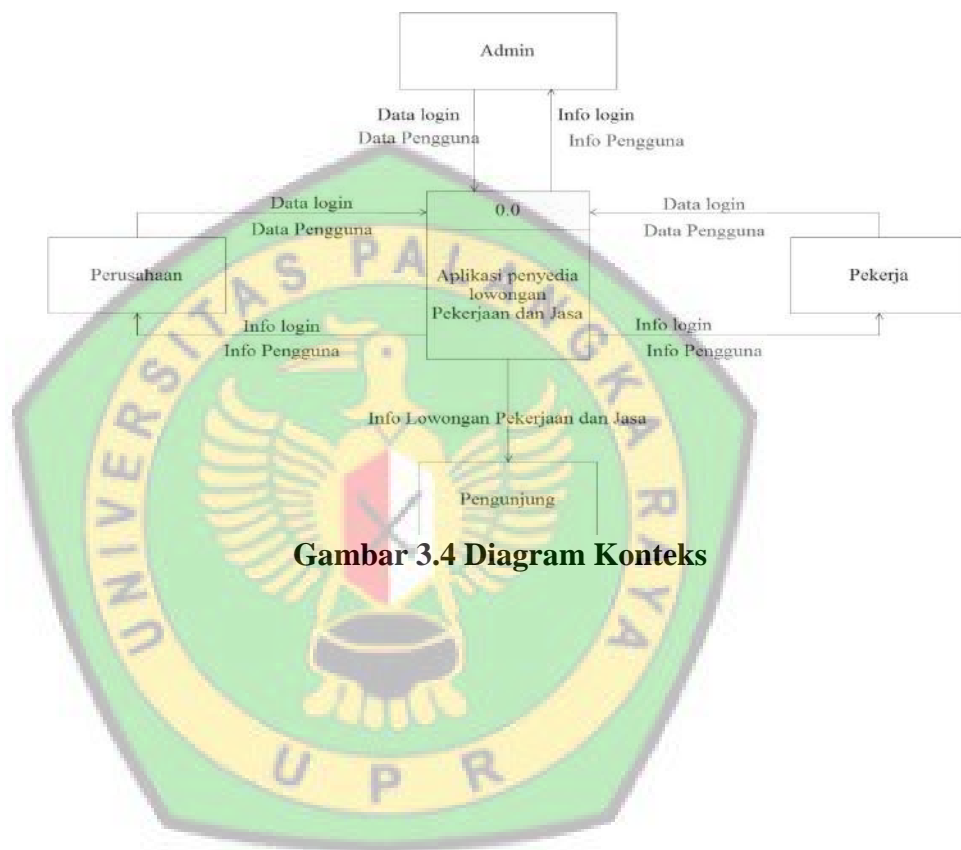 Admin
Data login
Data Pengguna
Info login
Info Pengguna
Data login
Data Pengguna
0.0
Data login
Data Pengguna
Perusahaan
Aplikasi penyedia
lowongan
Pekerjaan dan Jasa
Pekerja
Info login
Info Pengguna
Info login
Info Pengguna
Info Lowongan Pekerjaan dan Jasa
Pengunjung
Gambar 3.4 Diagram Konteks
UNIVERSITAS PALANGKA RAYA
UPR